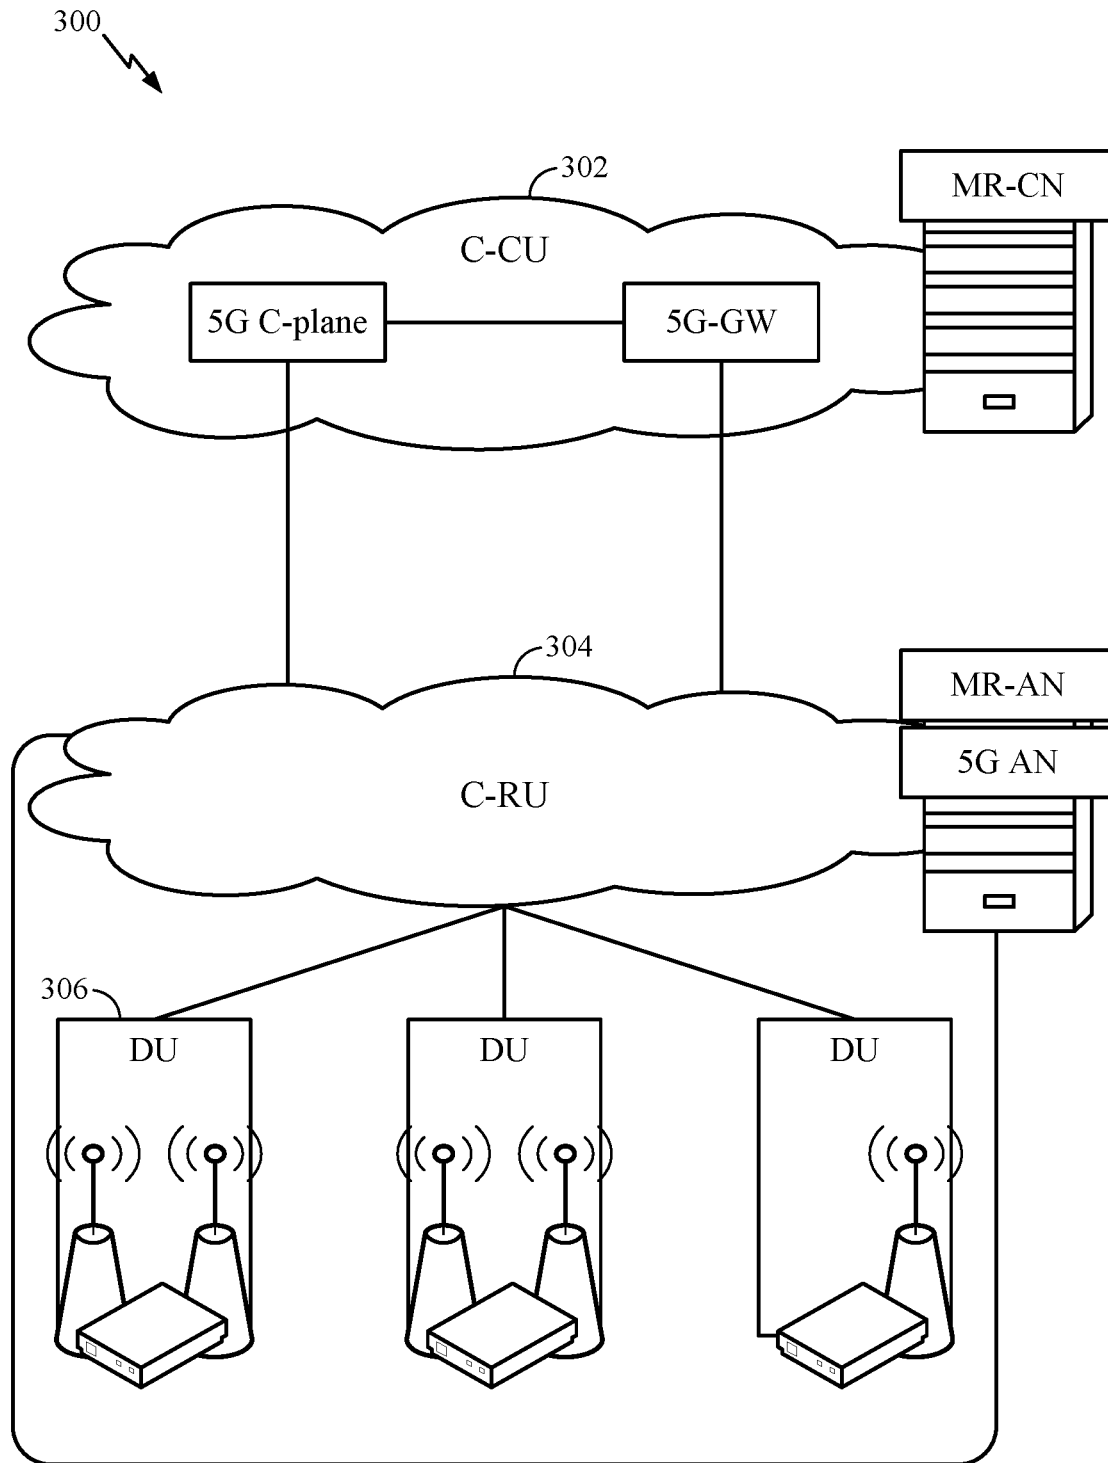 300
302
MR-CN
C-CU
5G C-plane
5G-GW
304
MR-AN
5G AN
C-RU
306
DU
DU
DU